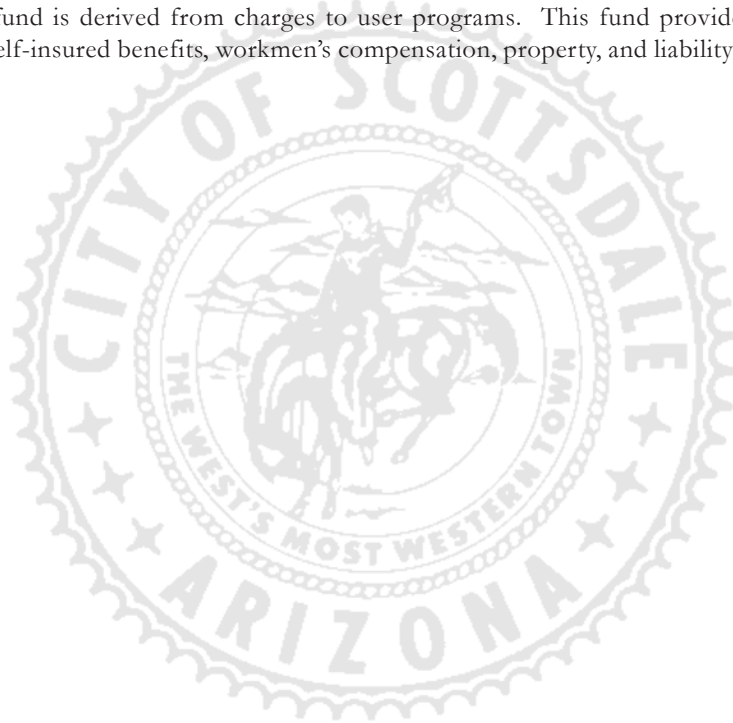 fund is derived from charges to user programs. This fund provide
elf-insured benefits, workmen's compensation, property, and liability
CITY OF SCOTTSDALE
THE WEST'S MOST WESTERN TOWN
ARIZONA